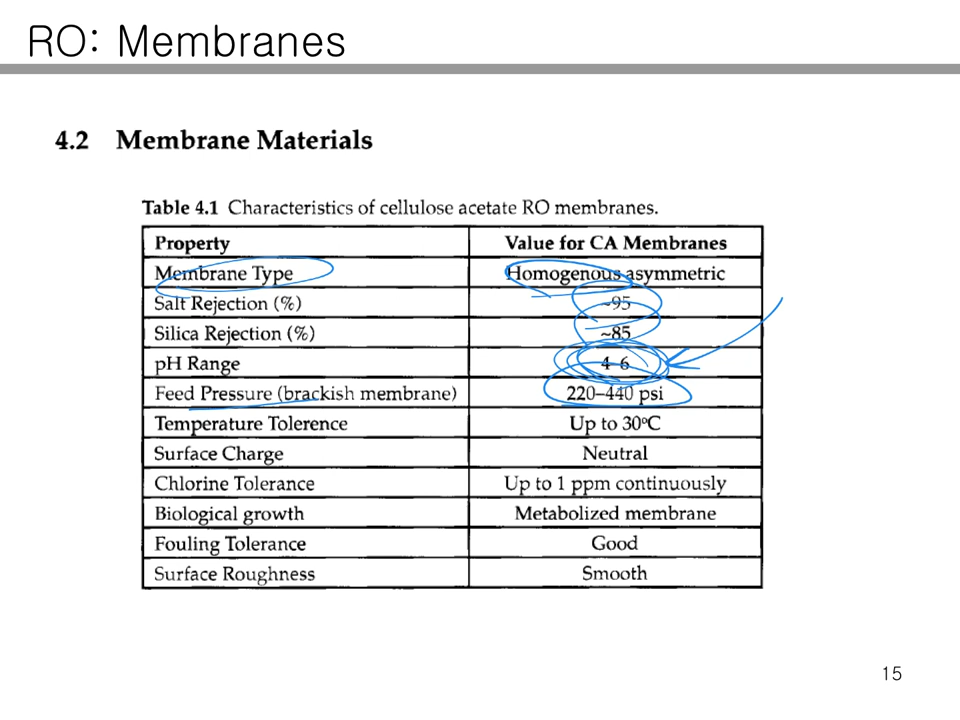 RO: Membranes
4.2 Membrane Materials
Table 4.1 Characteristics of cellulose acetate RO membranes.
Property Value for CA Membranes
Membrane Type Homogenous asymmetric
Salt Rejection (%) ~95
Silica Rejection (%) ~85
pH Range 4–6
Feed Pressure (brackish membrane) 220–440 psi
Temperature Tolerence Up to 30ºC
Surface Charge Neutral
Chlorine Tolerance Up to 1 ppm continuously
Biological growth Metabolized membrane
Fouling Tolerance Good
Surface Roughness Smooth
15